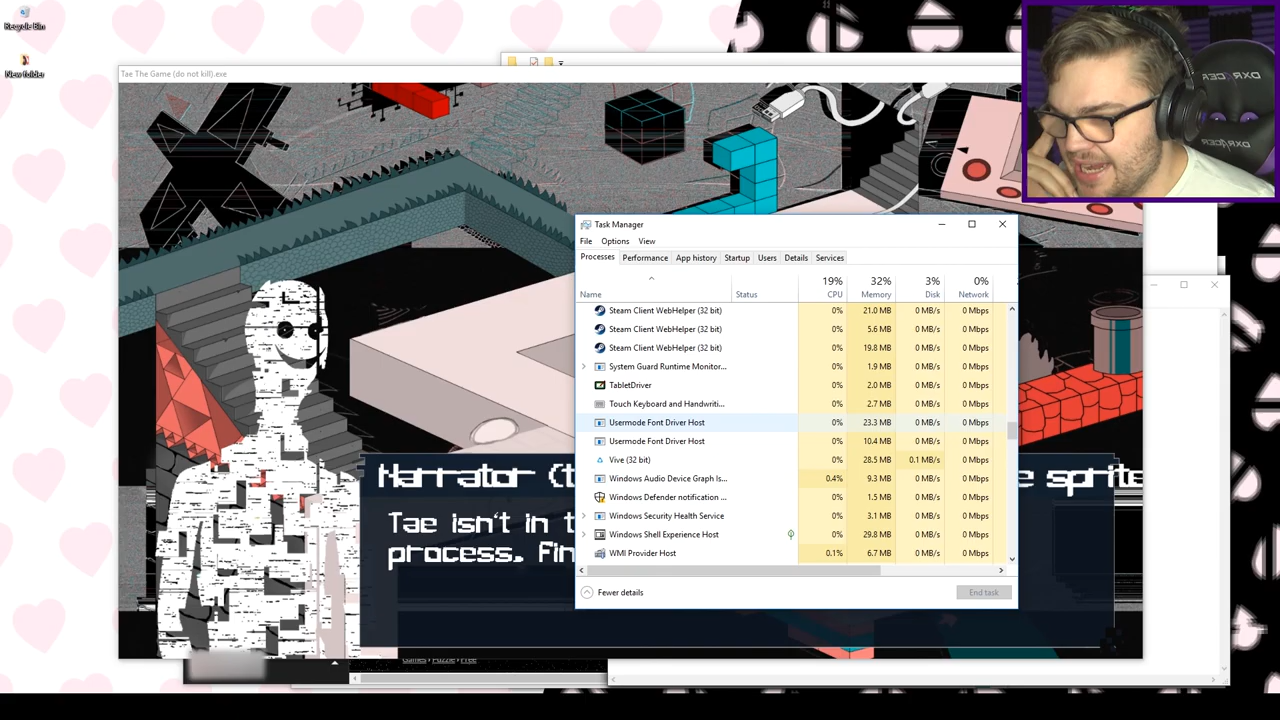 Recycle Bin
New folder
Tae The Game (do not kill).exe
DXRACER
Task Manager
File Options View
Processes Performance App history Startup Users Details Services
19% 32% 3% 0%
Name Status CPU Memory Disk Network
Steam Client WebHelper (32 bit) 0% 21.0 MB 0 MB/s 0 Mbps
Steam Client WebHelper (32 bit) 0% 5.6 MB 0 MB/s 0 Mbps
Steam Client WebHelper (32 bit) 0% 19.8 MB 0 MB/s 0 Mbps
System Guard Runtime Monitor... 0% 1.9 MB 0 MB/s 0 Mbps
TabletDriver 0% 2.0 MB 0 MB/s 0 Mbps
Touch Keyboard and Handwriti... 0% 2.7 MB 0 MB/s 0 Mbps
Usermode Font Driver Host 0% 23.3 MB 0 MB/s 0 Mbps
Usermode Font Driver Host 0% 10.4 MB 0 MB/s 0 Mbps
Vive (32 bit) 0% 28.5 MB 0.1 MB/s 0 Mbps
Windows Audio Device Graph Is... 0.4% 9.3 MB 0 MB/s 0 Mbps
Windows Defender notification ... 0% 1.5 MB 0 MB/s 0 Mbps
Windows Security Health Service 0% 3.1 MB 0 MB/s 0 Mbps
Windows Shell Experience Host 0% 29.8 MB 0 MB/s 0 Mbps
WMI Provider Host 0.1% 6.7 MB 0 MB/s 0 Mbps
Fewer details End task
Narrator (t e sprite
Tae isn't in t
process. Fin
Games / Puzzle / Free